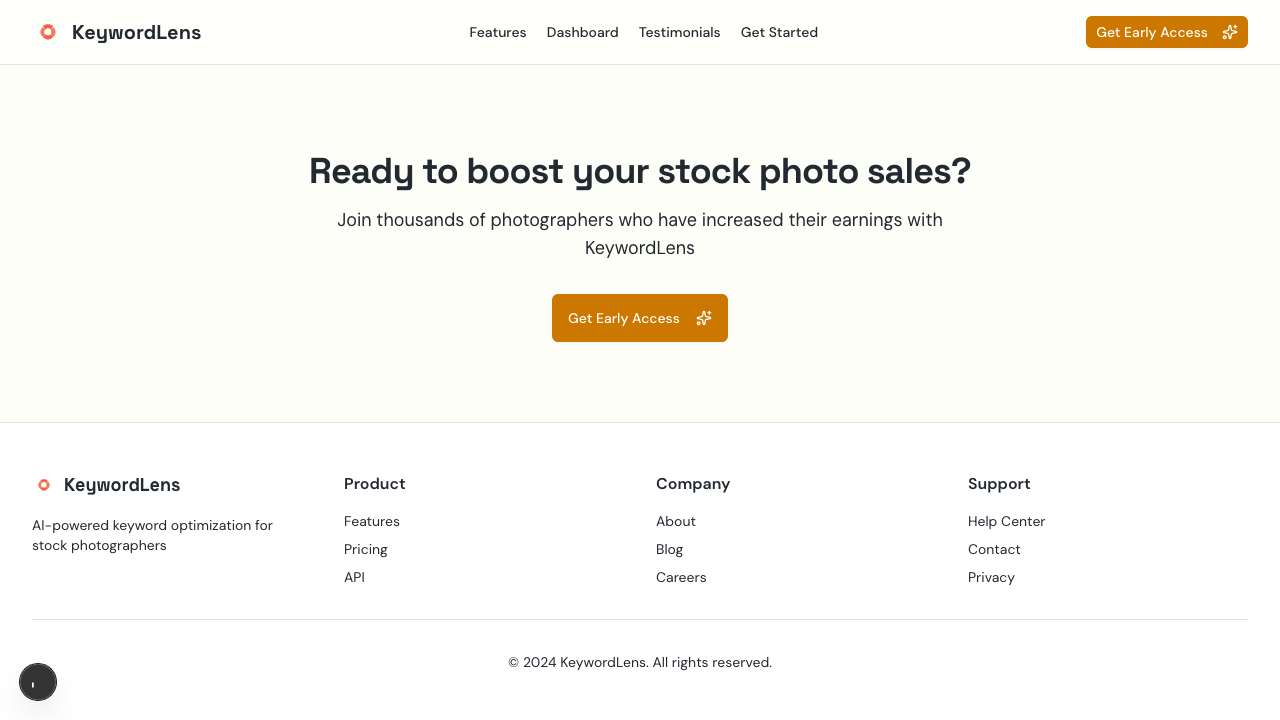 KeywordLens
Features Dashboard Testimonials Get Started
Get Early Access
Ready to boost your stock photo sales?
Join thousands of photographers who have increased their earnings with
KeywordLens
Get Early Access
KeywordLens
AI-powered keyword optimization for
stock photographers
Product
Features
Pricing
API
Company
About
Blog
Careers
Support
Help Center
Contact
Privacy
© 2024 KeywordLens. All rights reserved.